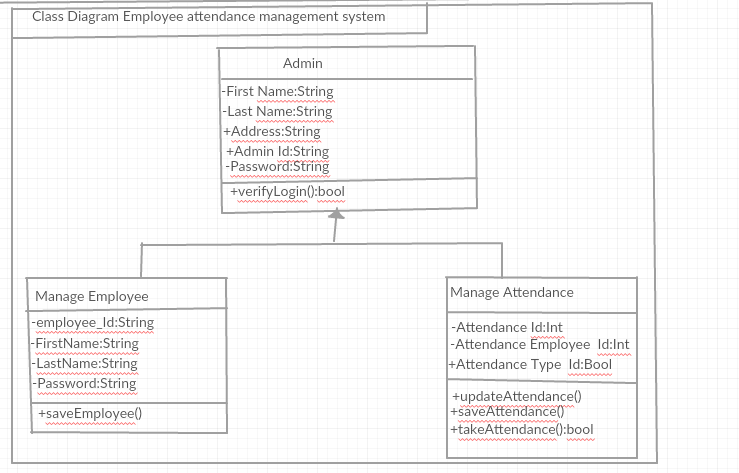 Class Diagram Employee attendance management system
Admin
-First Name:String
-Last Name:String
+Address:String
+Admin Id:String
-Password:String
+verifyLogin():bool
Manage Employee
-employee_Id:String
-FirstName:String
-LastName:String
-Password:String
+saveEmployee()
Manage Attendance
-Attendance Id:Int
-Attendance Employee Id:Int
+Attendance Type Id:Bool
+updateAttendance()
+saveAttendance()
+takeAttendance():bool